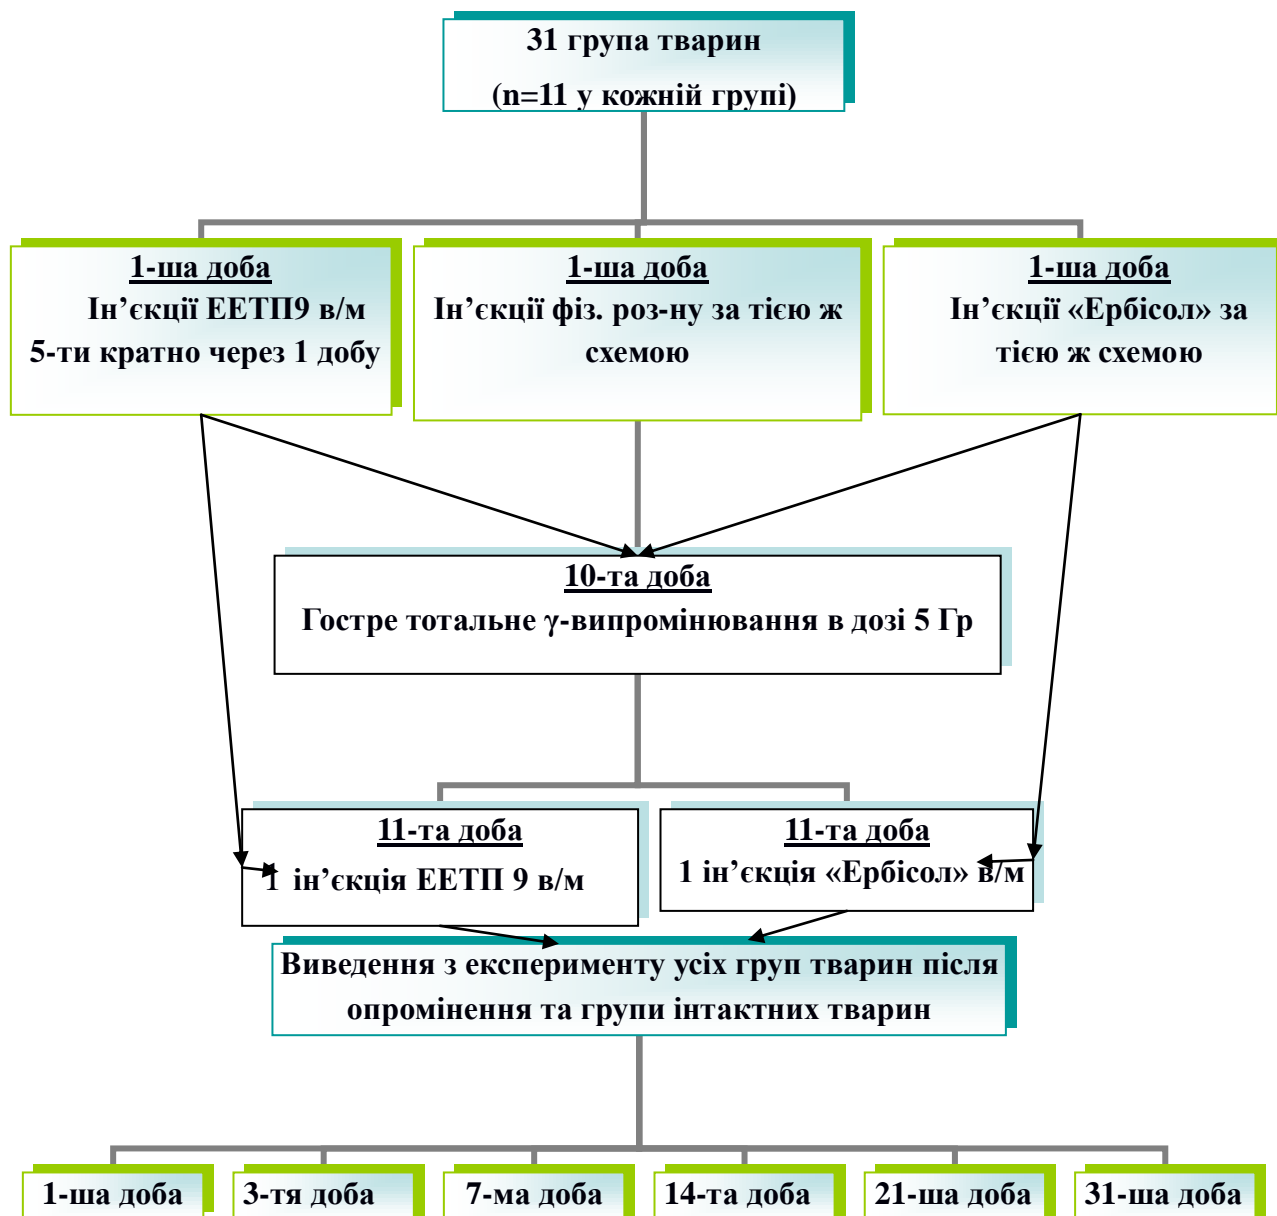 31 група тварин
(n=11 у кожній групі)
1-ша доба
Ін’єкції ЕЕТП9 в/м
5-ти кратно через 1 добу
1-ша доба
Ін’єкції фіз. роз-ну за тією ж
схемою
1-ша доба
Ін’єкції «Ербісол» за
тією ж схемою
10-та доба
Гостре тотальне γ-випромінювання в дозі 5 Гр
11-та доба
1 ін’єкція ЕЕТП 9 в/м
11-та доба
1 ін’єкція «Ербісол» в/м
Виведення з експерименту усіх груп тварин після
опромінення та групи інтактних тварин
1-ша доба
3-тя доба
7-ма доба
14-та доба
21-ша доба
31-ша доба